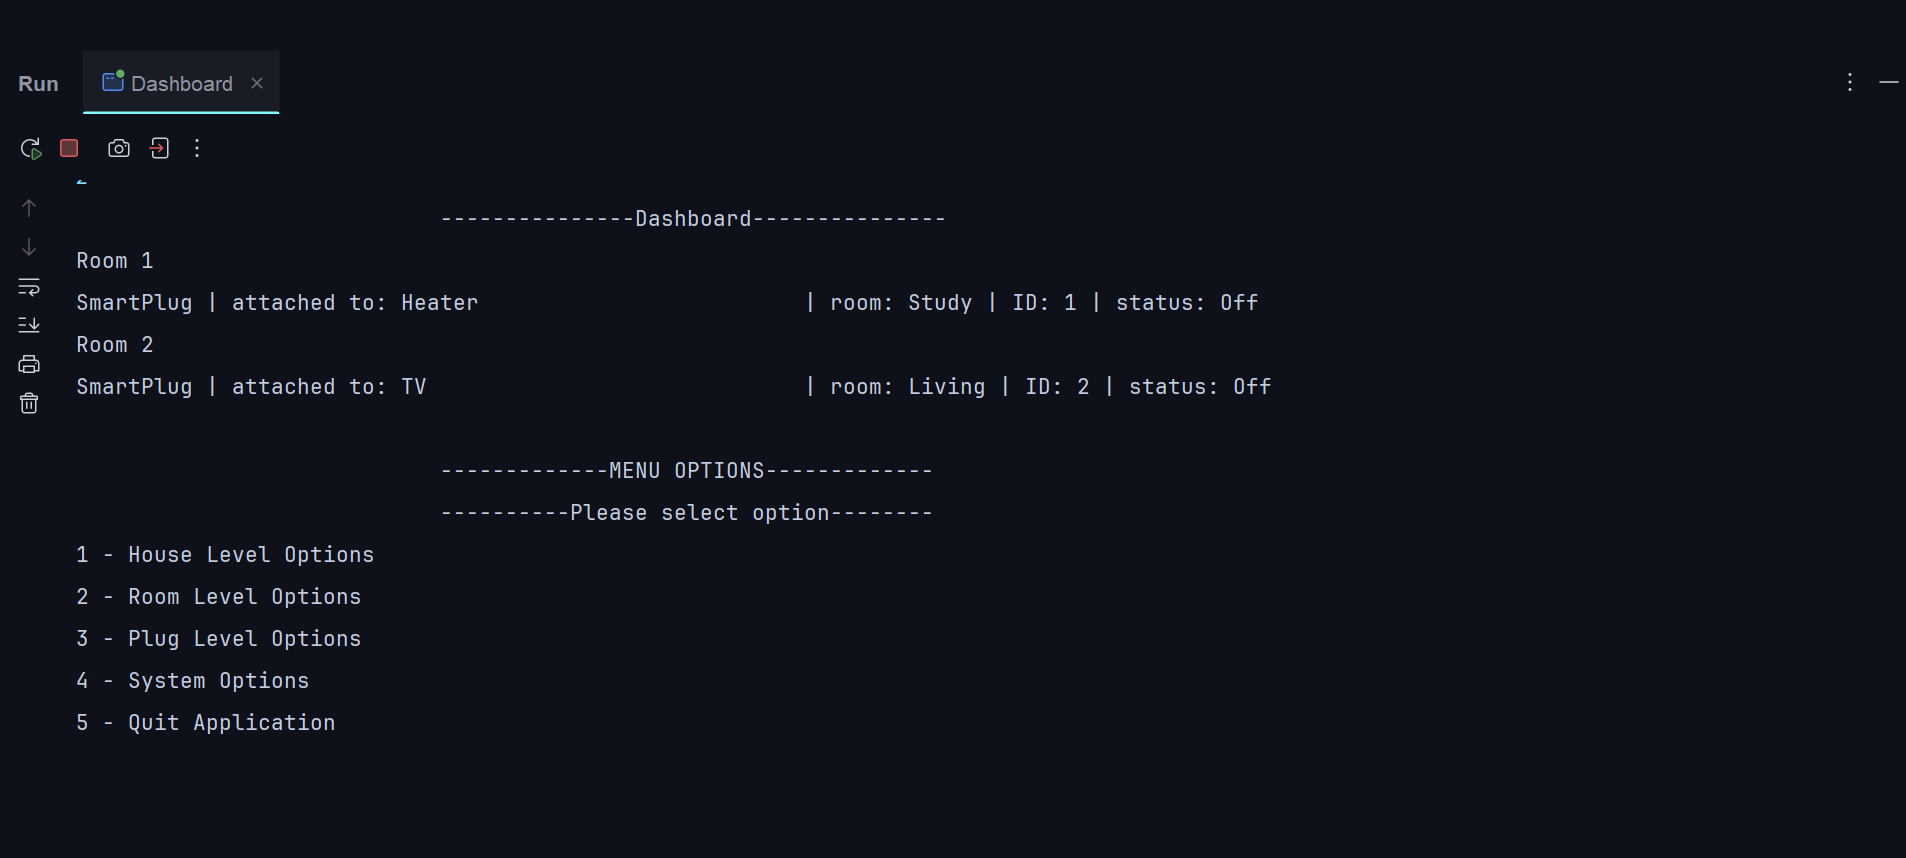 Run Dashboard
2
---------------Dashboard---------------
Room 1
SmartPlug | attached to: Heater                         | room: Study | ID: 1 | status: Off
Room 2
SmartPlug | attached to: TV                             | room: Living | ID: 2 | status: Off
-------------MENU OPTIONS-------------
----------Please select option--------
1 - House Level Options
2 - Room Level Options
3 - Plug Level Options
4 - System Options
5 - Quit Application